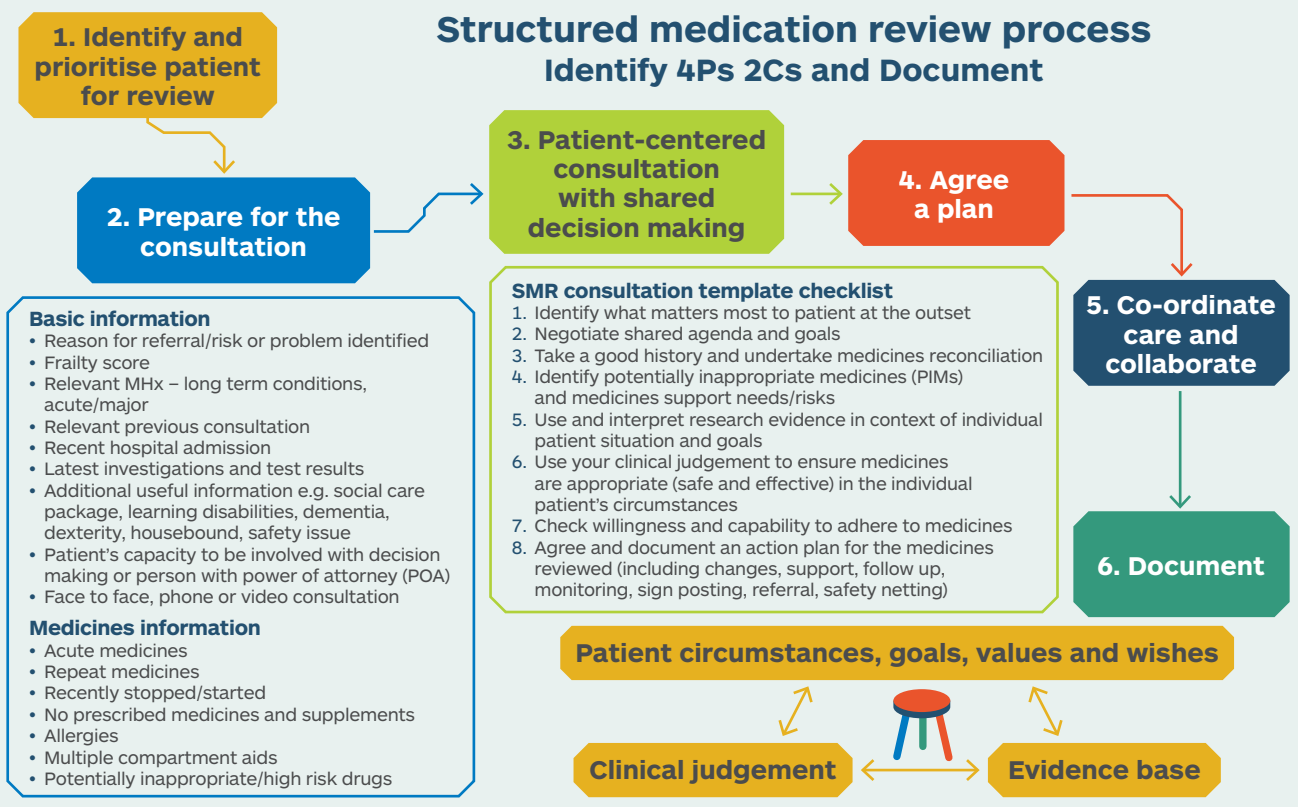 Structured medication review process
Identify 4Ps 2Cs and Document
1. Identify and
prioritise patient
for review
2. Prepare for the
consultation
3. Patient-centered
consultation
with shared
decision making
4. Agree
a plan
5. Co-ordinate
care and
collaborate
6. Document
Basic information
• Reason for referral/risk or problem identified
• Frailty score
• Relevant MHx – long term conditions,
acute/major
• Relevant previous consultation
• Recent hospital admission
• Latest investigations and test results
• Additional useful information e.g. social care
package, learning disabilities, dementia,
dexterity, housebound, safety issue
• Patient's capacity to be involved with decision
making or person with power of attorney (POA)
• Face to face, phone or video consultation
Medicines information
• Acute medicines
• Repeat medicines
• Recently stopped/started
• No prescribed medicines and supplements
• Allergies
• Multiple compartment aids
• Potentially inappropriate/high risk drugs
SMR consultation template checklist
1. Identify what matters most to patient at the outset
2. Negotiate shared agenda and goals
3. Take a good history and undertake medicines reconciliation
4. Identify potentially inappropriate medicines (PIMs)
and medicines support needs/risks
5. Use and interpret research evidence in context of individual
patient situation and goals
6. Use your clinical judgement to ensure medicines
are appropriate (safe and effective) in the individual
patient's circumstances
7. Check willingness and capability to adhere to medicines
8. Agree and document an action plan for the medicines
reviewed (including changes, support, follow up,
monitoring, sign posting, referral, safety netting)
Patient circumstances, goals, values and wishes
Clinical judgement
Evidence base